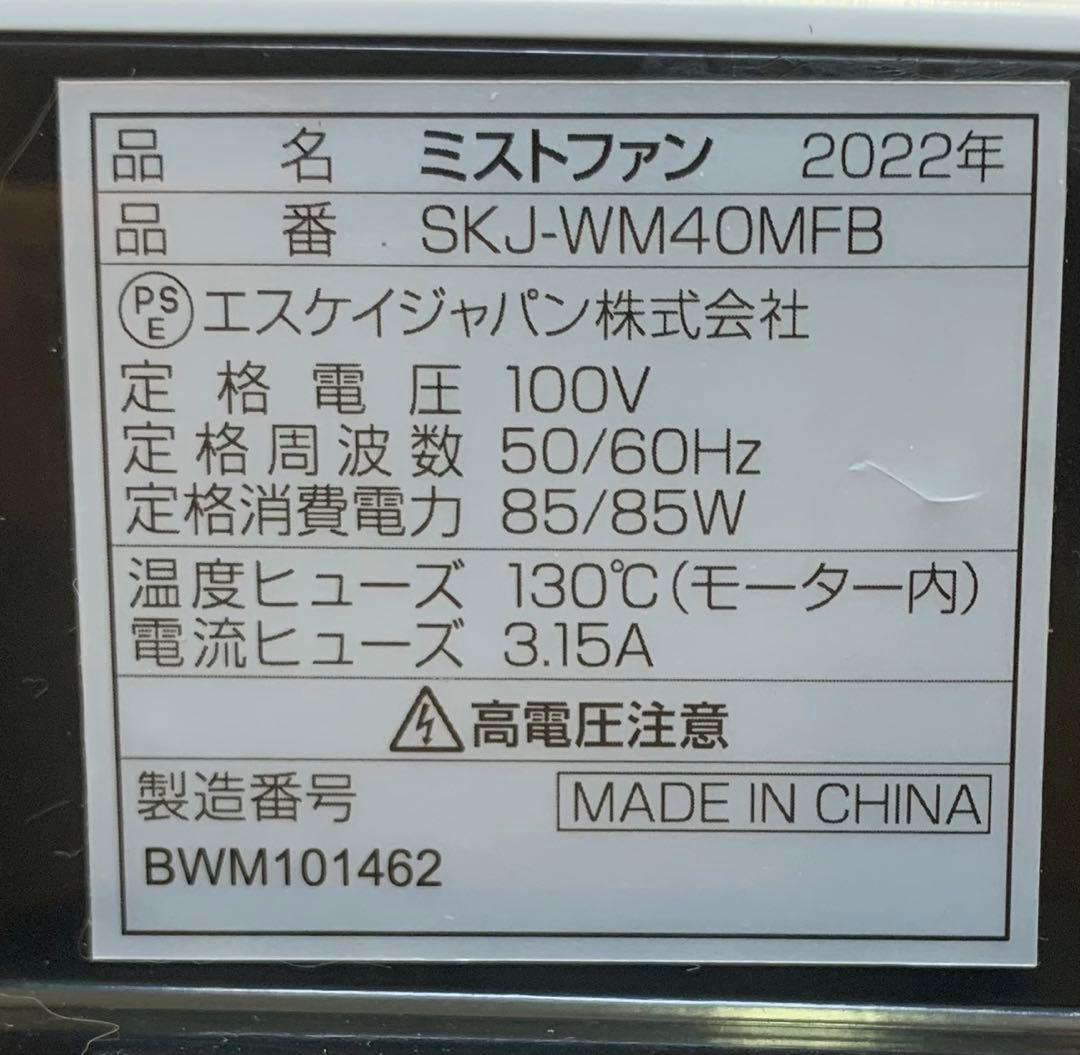 品名 ミストファン 2022年
品番 SKJ-WM40MFB
PSE エスケイジャパン株式会社
定格電圧 100V
定格周波数 50/60Hz
定格消費電力 85/85W
温度ヒューズ 130℃(モーター内)
電流ヒューズ 3.15A
高電圧注意
製造番号 MADE IN CHINA
BWM101462